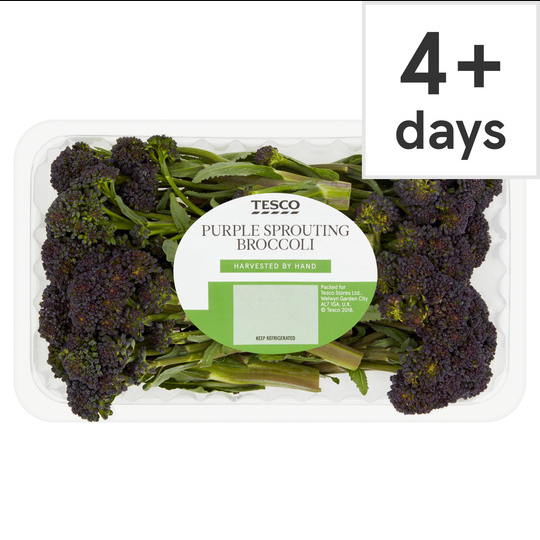 4+
days
TESCO
PURPLE SPROUTING
BROCCOLI
HARVESTED BY HAND
Packed for
Tesco Stores Ltd.,
Welwyn Garden City
AL7 1GA, U.K.
© Tesco 2018.
KEEP REFRIGERATED